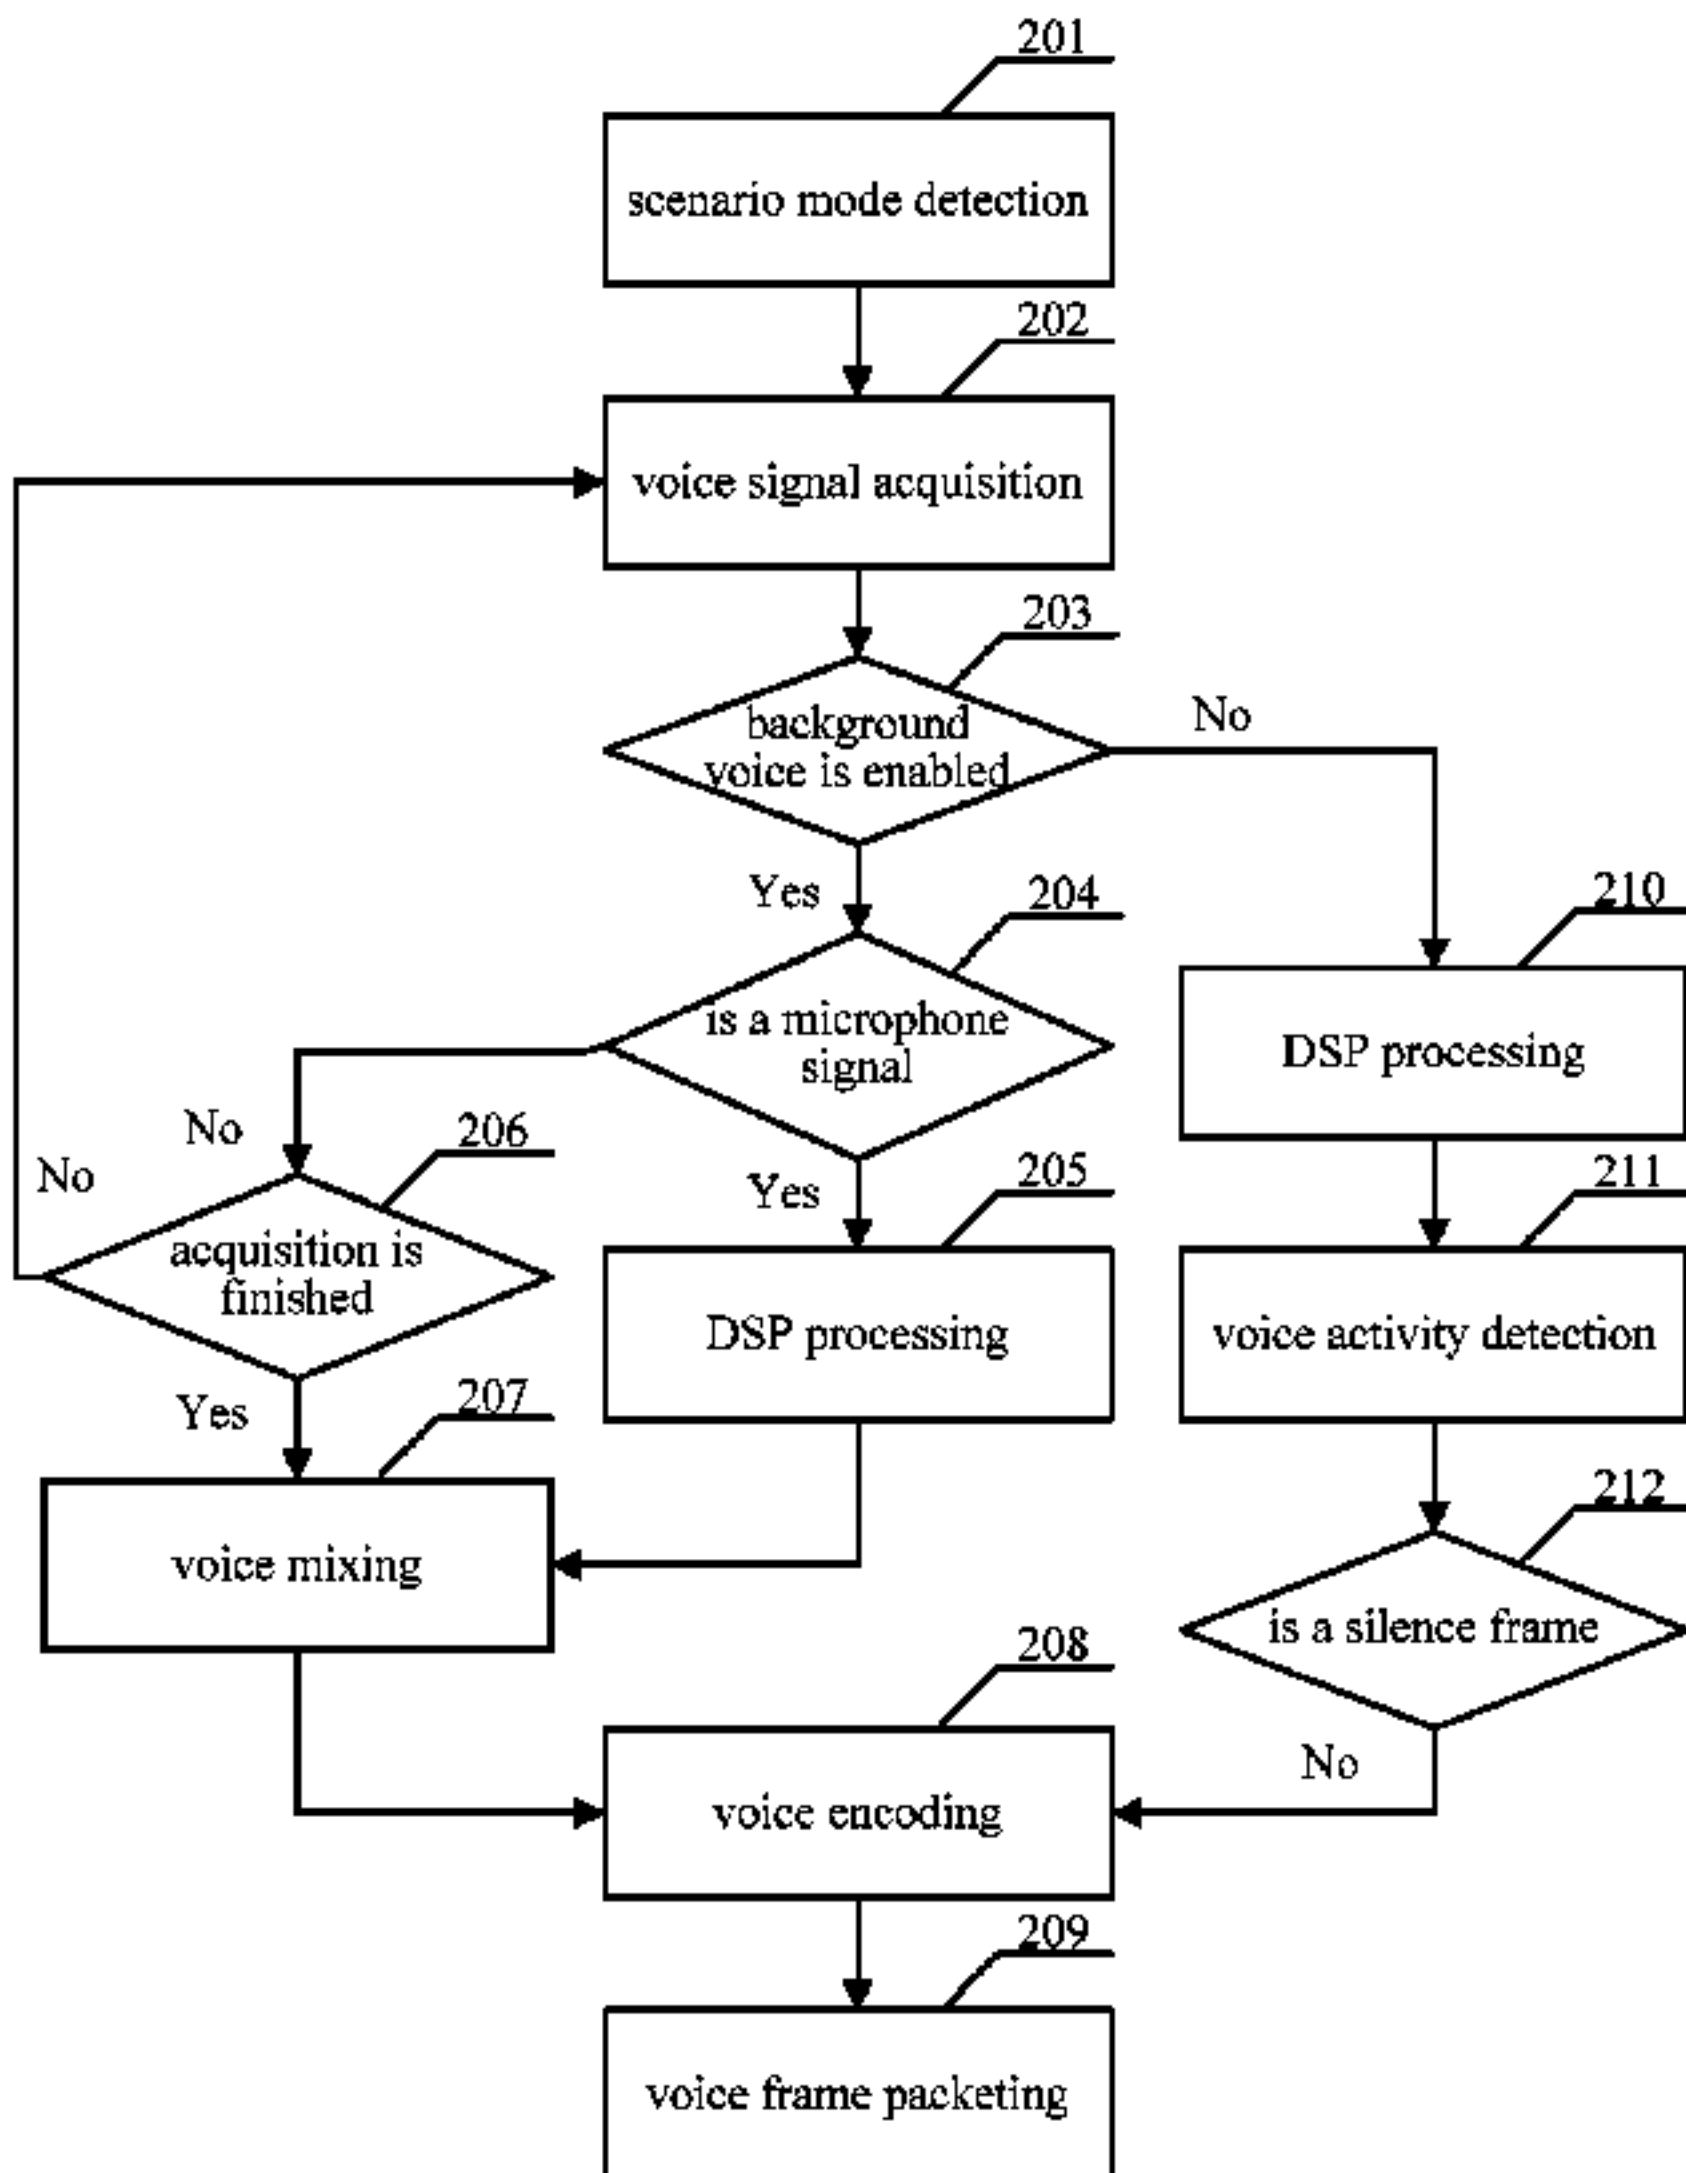 201
scenario mode detection
202
voice signal acquisition
203
background
voice is enabled
No
Yes
204
is a microphone
signal
210
DSP processing
No
206
No
acquisition is
finished
Yes
205
DSP processing
211
voice activity detection
Yes
207
voice mixing
212
is a silence frame
No
208
voice encoding
209
voice frame packeting